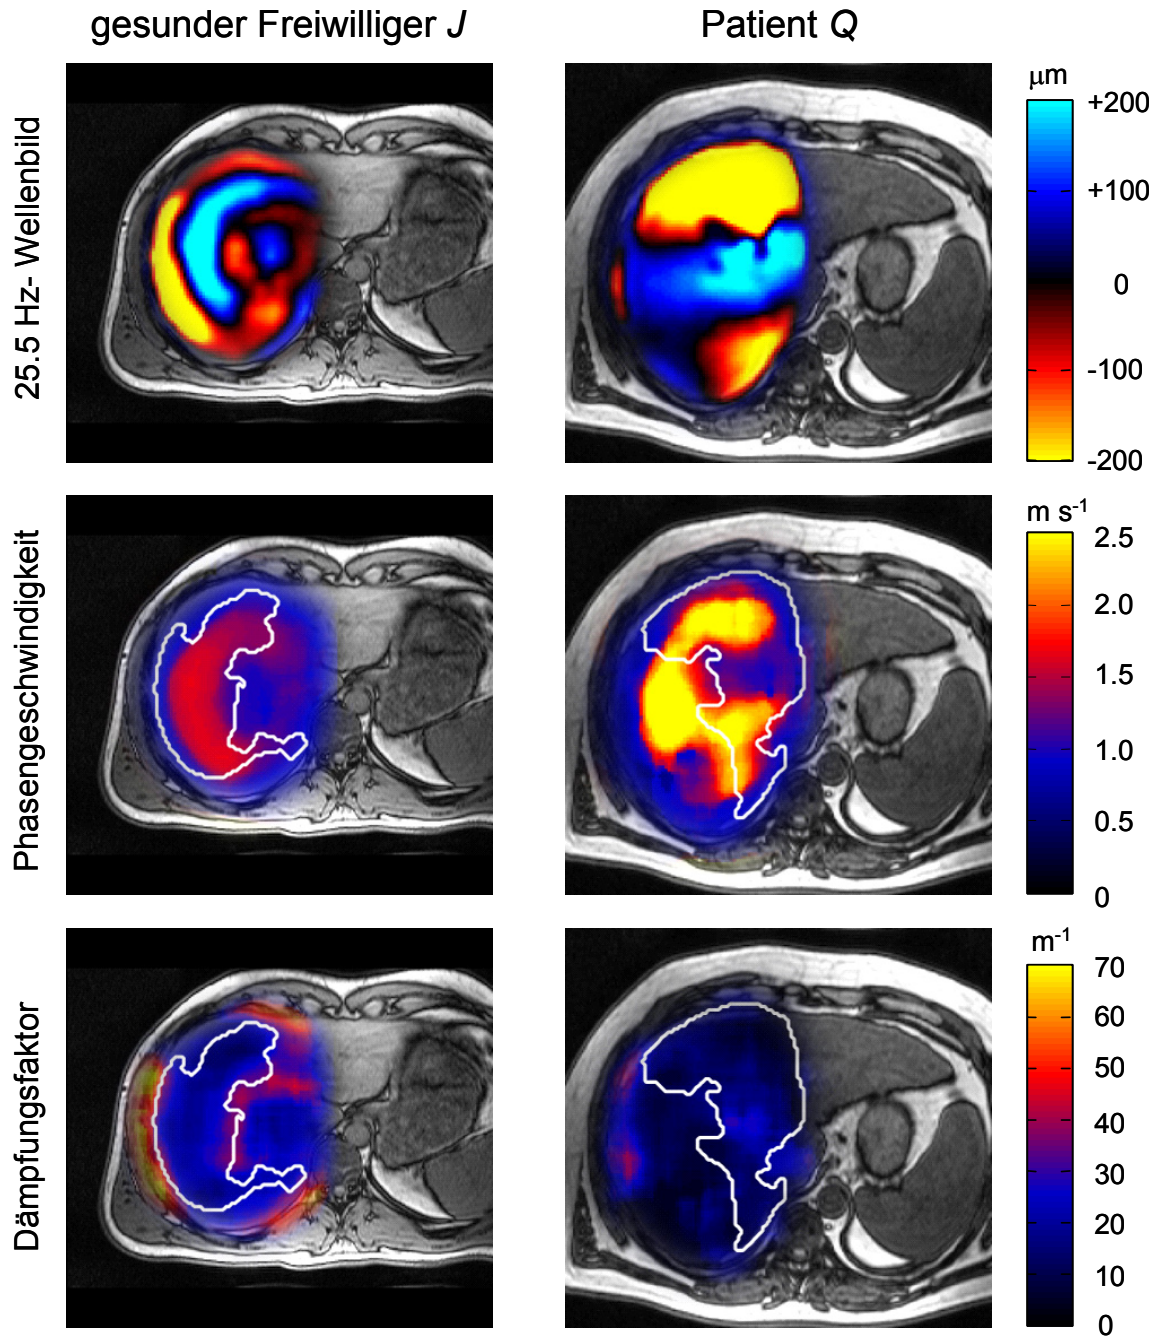 gesunder Freiwilliger J
Patient Q
25.5 Hz- Wellenbild
µm
+200
+100
0
-100
-200
Phasengeschwindigkeit
m s-1
2.5
2.0
1.5
1.0
0.5
0
Dämpfungsfaktor
m-1
70
60
50
40
30
20
10
0